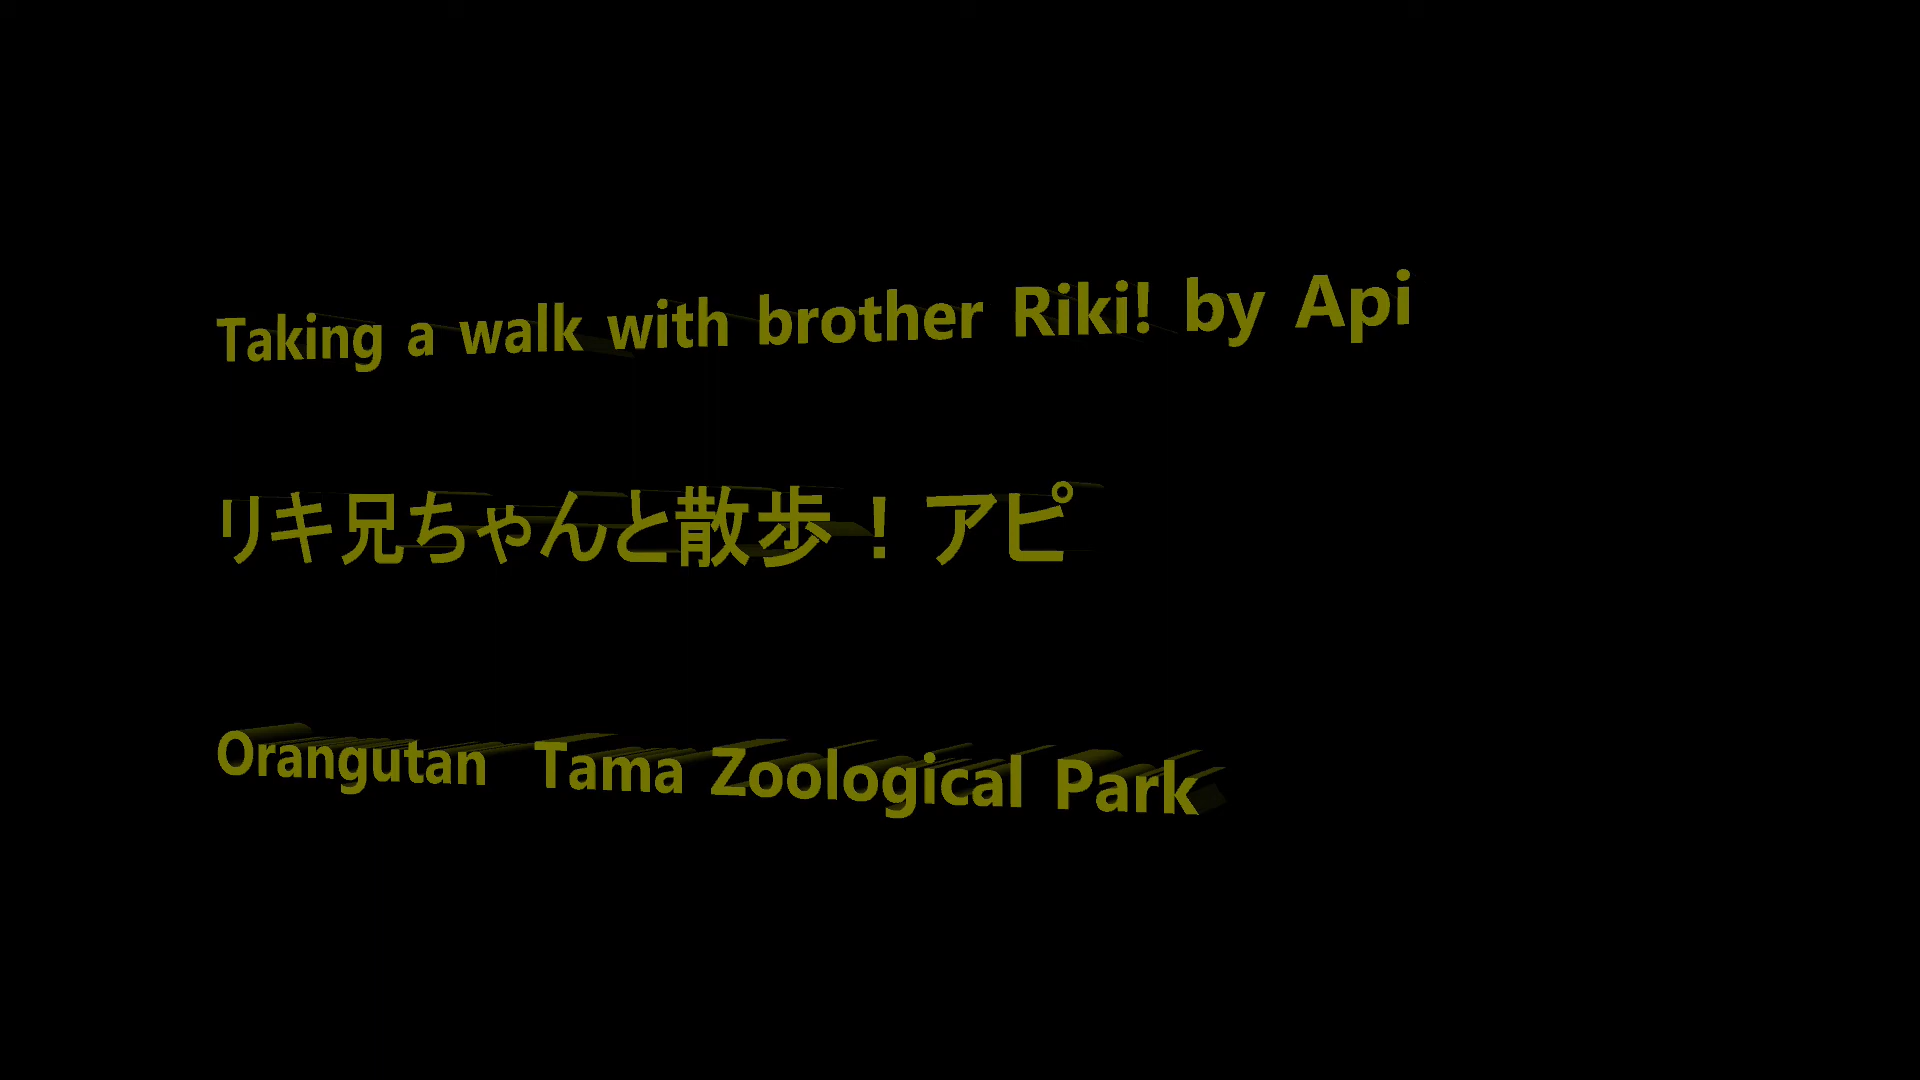 Taking a walk with brother Riki! by Api
リキ兄ちゃんと散歩！アピ
Orangutan Tama Zoological Park